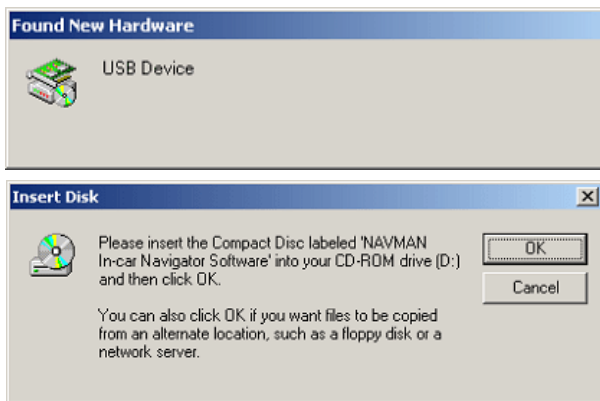 Found New Hardware
USB Device
Insert Disk
Please insert the Compact Disc labeled 'NAVMAN
In-car Navigator Software' into your CD-ROM drive (D:)
and then click OK.
OK
Cancel
You can also click OK if you want files to be copied
from an alternate location, such as a floppy disk or a
network server.